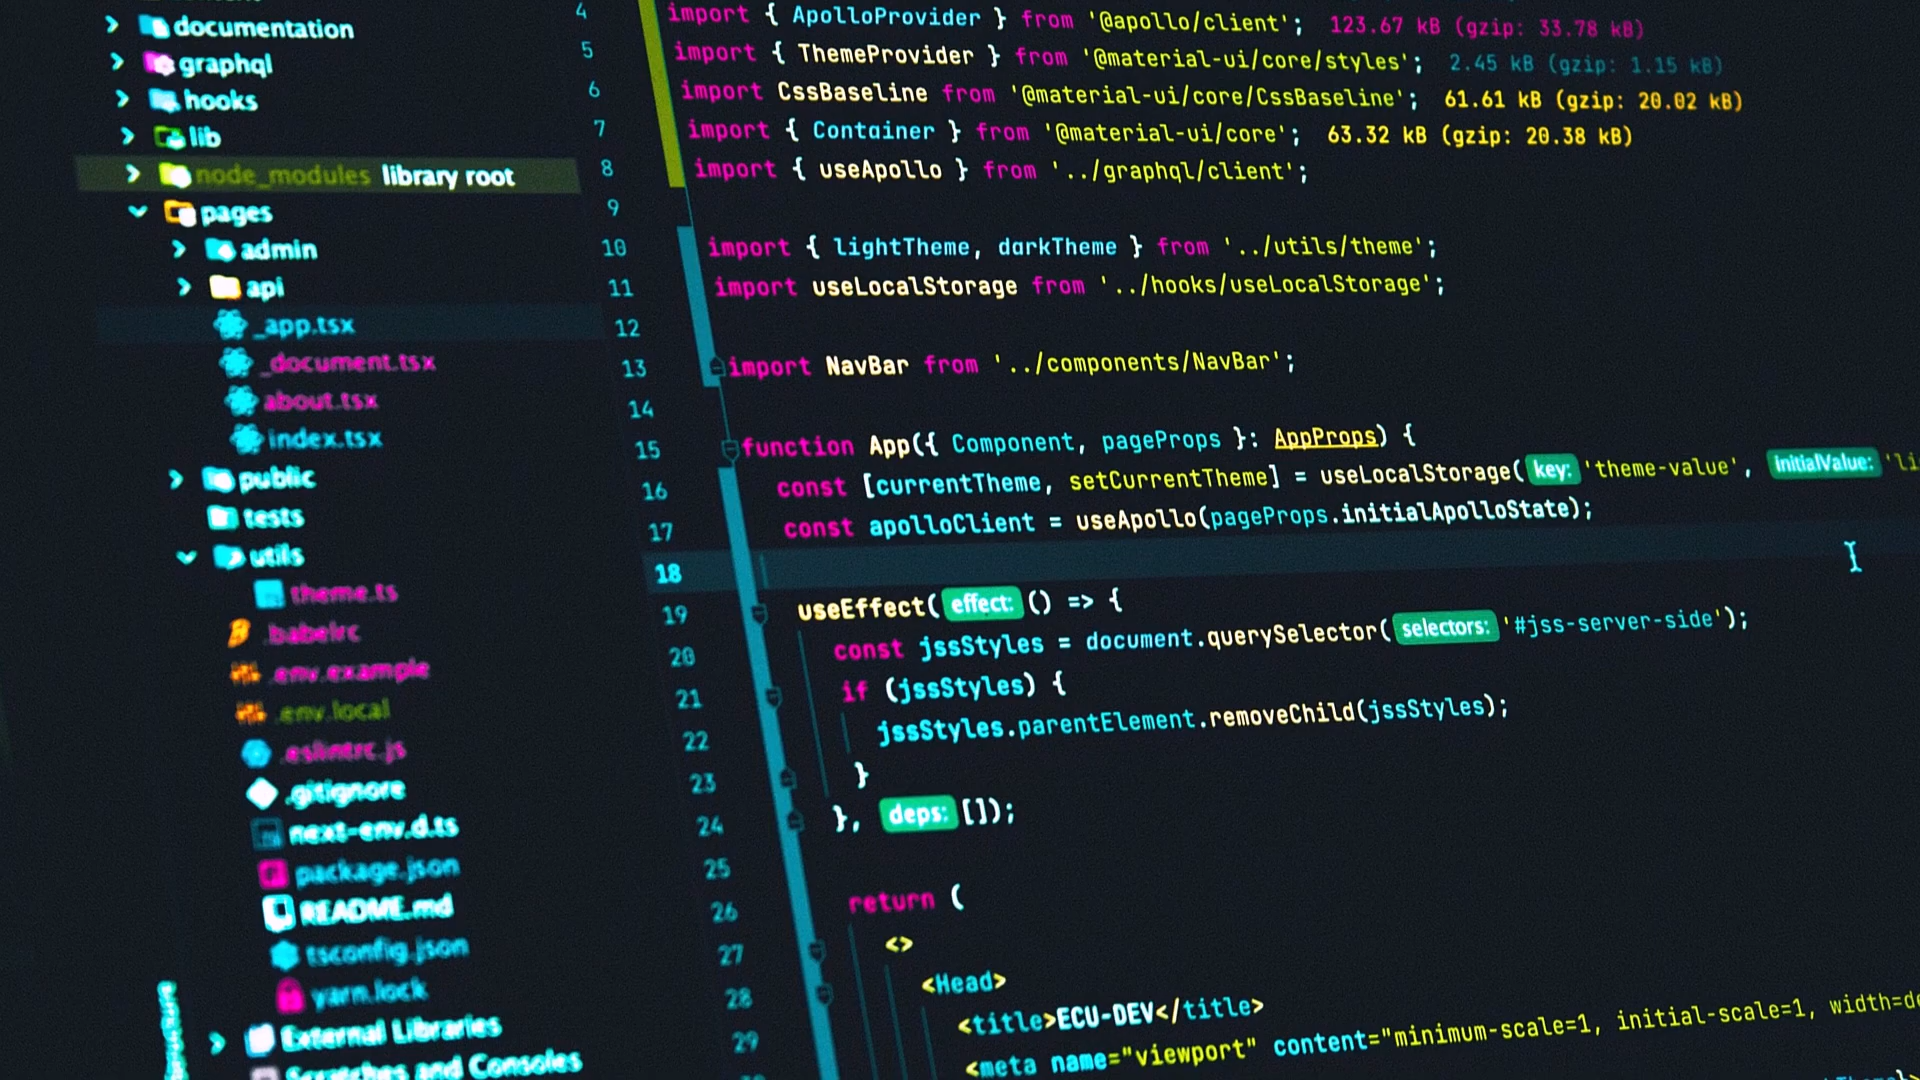 documentation
graphql
hooks
lib
node_modules library root
pages
admin
api
_app.tsx
_document.tsx
about.tsx
index.tsx
public
tests
utils
theme.ts
.babelrc
.env.example
.env.local
.eslintrc.js
.gitignore
next-env.d.ts
package.json
README.md
tsconfig.json
yarn.lock
External Libraries
Scratches and Consoles
4 import { ApolloProvider } from '@apollo/client'; 123.67 kB (gzip: 33.78 kB)
5 import { ThemeProvider } from '@material-ui/core/styles'; 2.45 kB (gzip: 1.15 kB)
6 import CssBaseline from '@material-ui/core/CssBaseline'; 61.61 kB (gzip: 20.02 kB)
7 import { Container } from '@material-ui/core'; 63.32 kB (gzip: 20.38 kB)
8 import { useApollo } from '../graphql/client';
9
10 import { lightTheme, darkTheme } from '../utils/theme';
11 import useLocalStorage from '../hooks/useLocalStorage';
12
13 import NavBar from '../components/NavBar';
14
15 function App({ Component, pageProps }: AppProps) {
16 const [currentTheme, setCurrentTheme] = useLocalStorage( key: 'theme-value', initialValue: 'li
17 const apolloClient = useApollo(pageProps.initialApolloState);
18
19 useEffect( effect: () => {
20 const jssStyles = document.querySelector( selectors: '#jss-server-side');
21 if (jssStyles) {
22 jssStyles.parentElement.removeChild(jssStyles);
23 }
24 }, deps: []);
25
26 return (
27 <>
28 <Head>
29 <title>ECU-DEV</title>
<meta name="viewport" content="minimum-scale=1, initial-scale=1, width=de